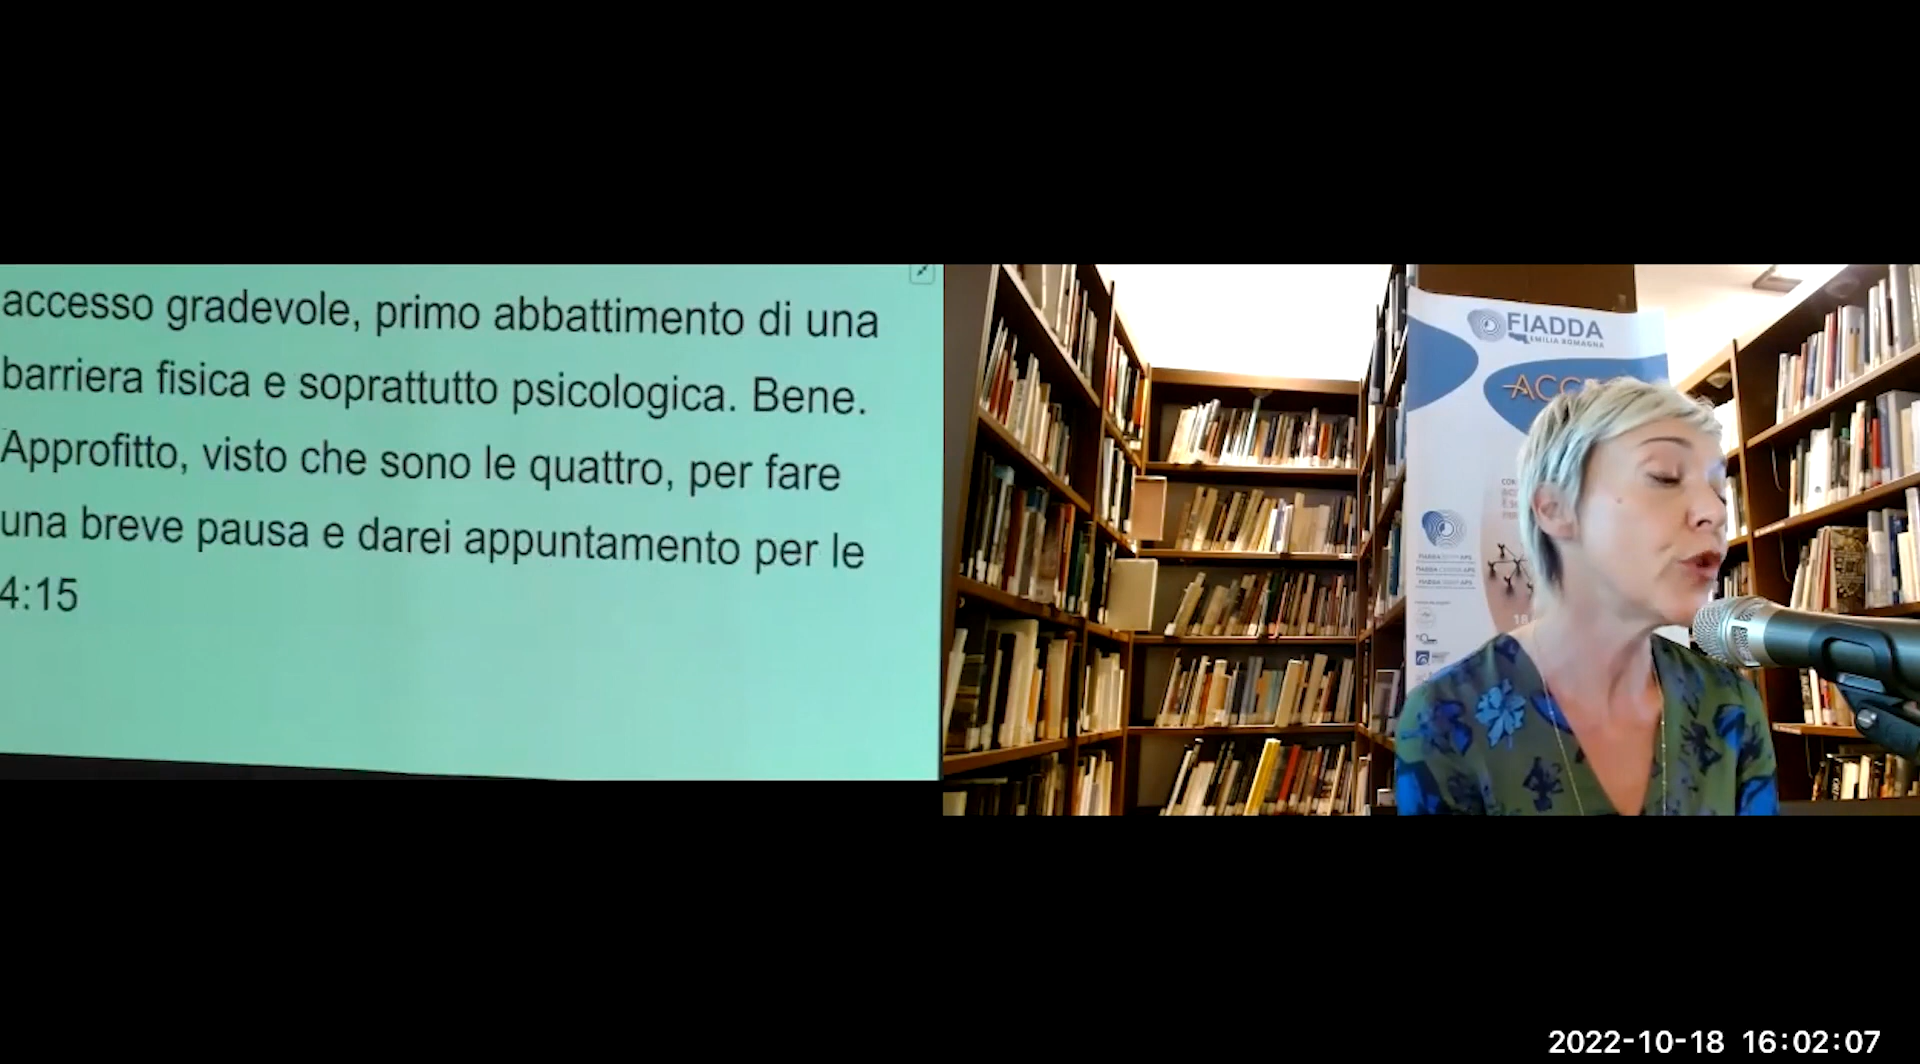 accesso gradevole, primo abbattimento di una
barriera fisica e soprattutto psicologica. Bene.
Approfitto, visto che sono le quattro, per fare
una breve pausa e darei appuntamento per le
4:15
FIADDA
EMILIA ROMAGNA
2022-10-18 16:02:07